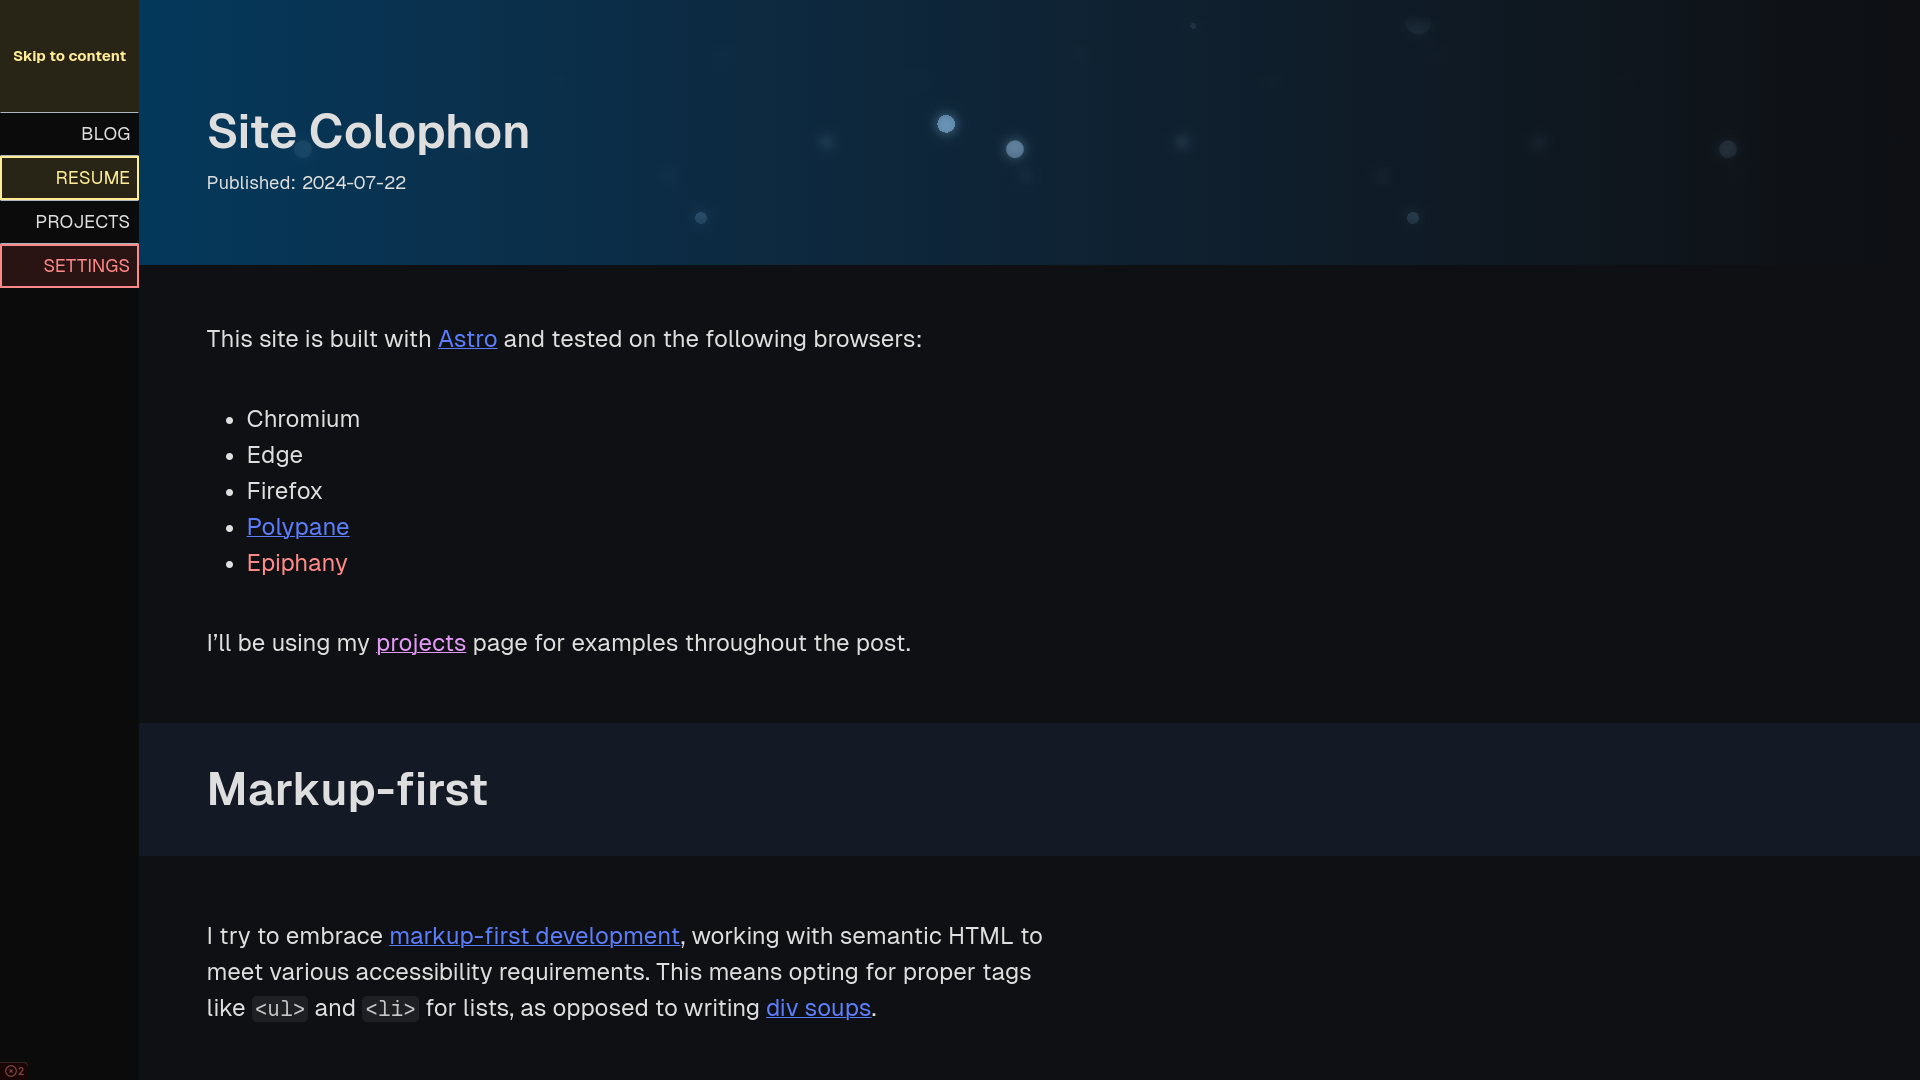 Skip to content
BLOG
RESUME
PROJECTS
SETTINGS
Site Colophon
Published: 2024-07-22
This site is built with Astro and tested on the following browsers:
• Chromium
• Edge
• Firefox
• Polypane
• Epiphany
I’ll be using my projects page for examples throughout the post.
Markup-first
I try to embrace markup-first development, working with semantic HTML to
meet various accessibility requirements. This means opting for proper tags
like <ul> and <li> for lists, as opposed to writing div soups.
2